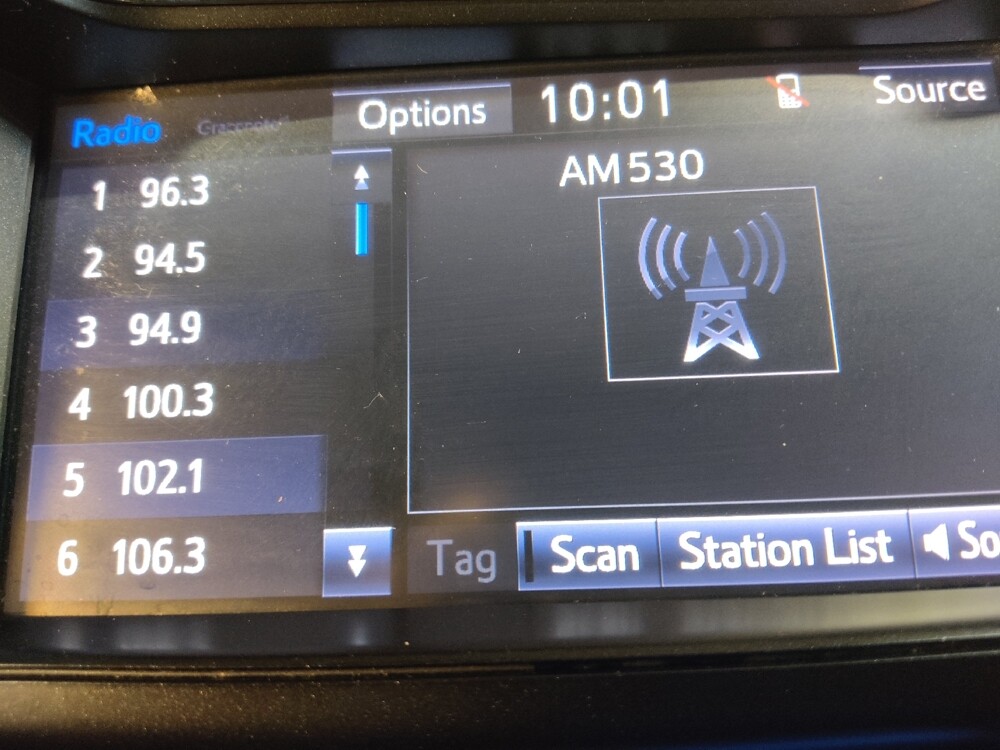 Radio
Options
10:01
Source
1 96.3
2 94.5
3 94.9
4 100.3
5 102.1
6 106.3
AM 530
Tag
Scan
Station List
So